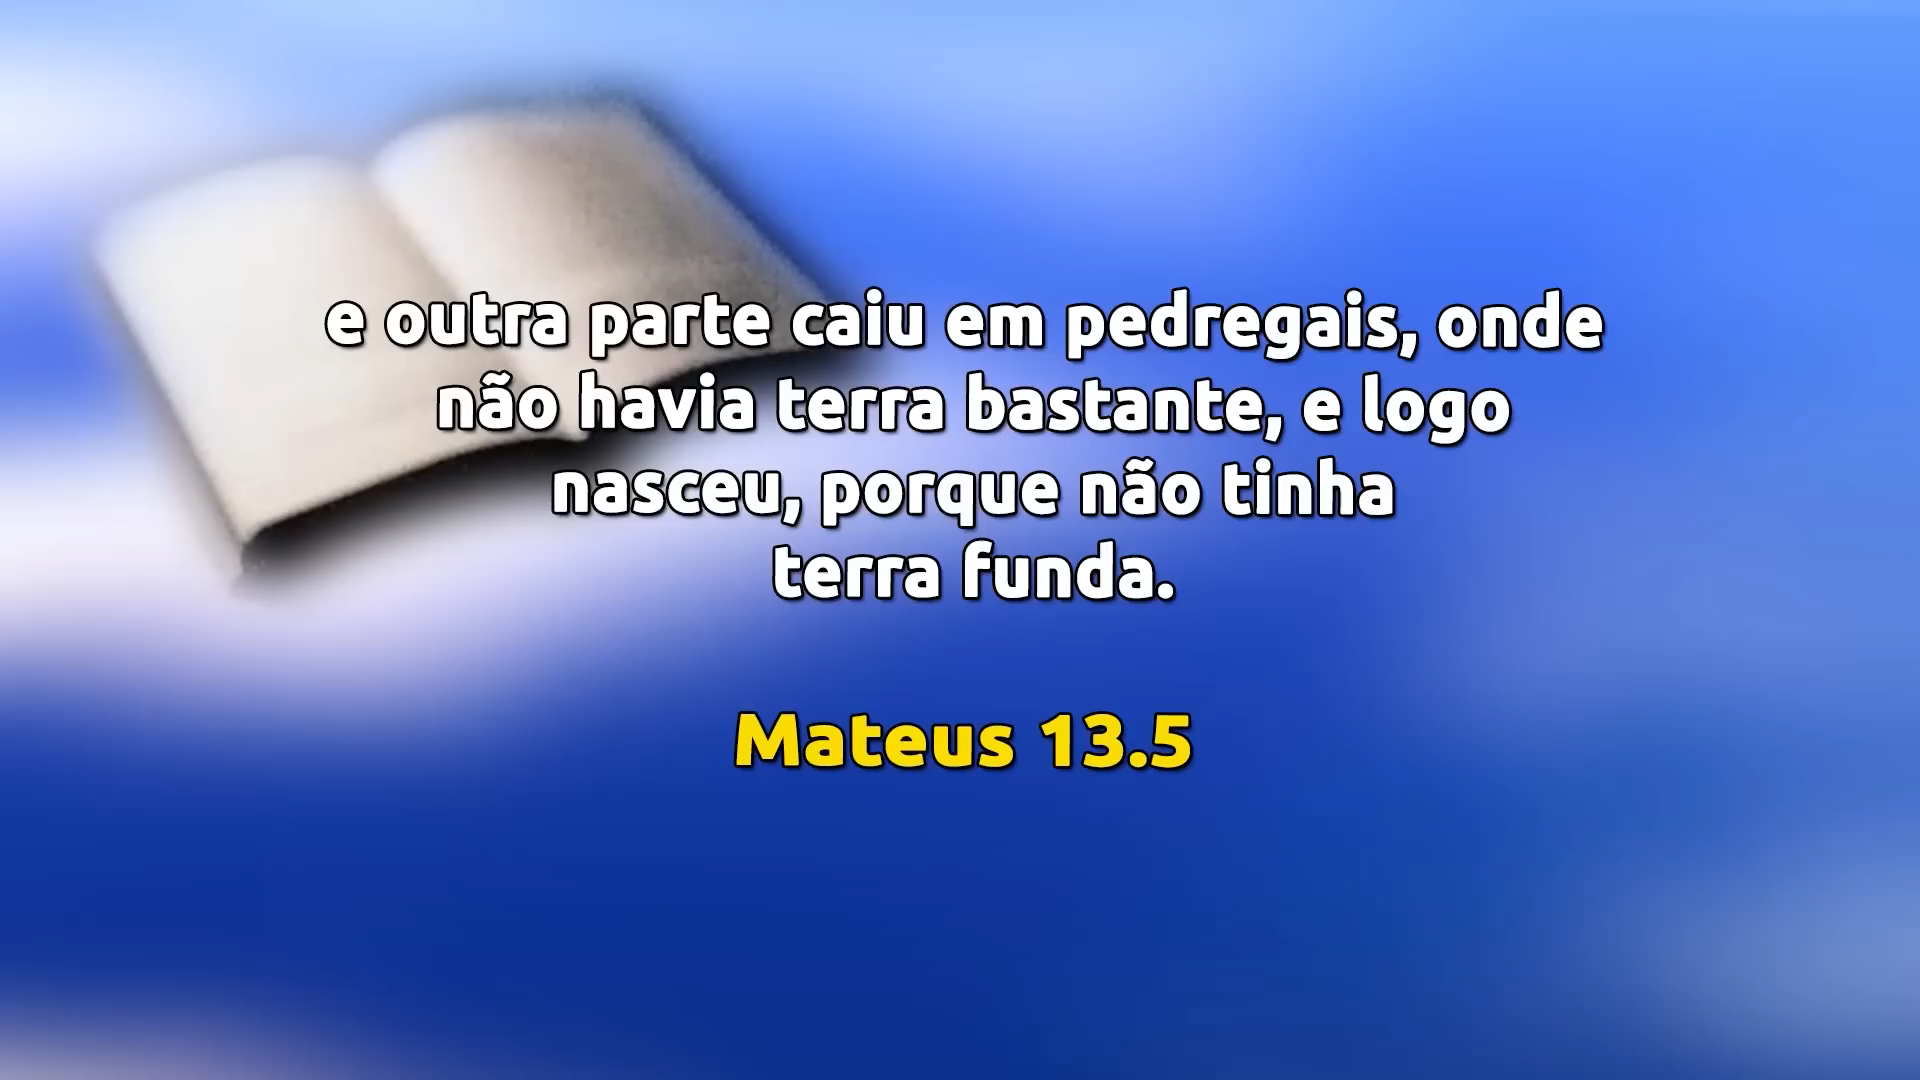 e outra parte caiu em pedregais, onde
não havia terra bastante, e logo
nasceu, porque não tinha
terra funda.
Mateus 13.5